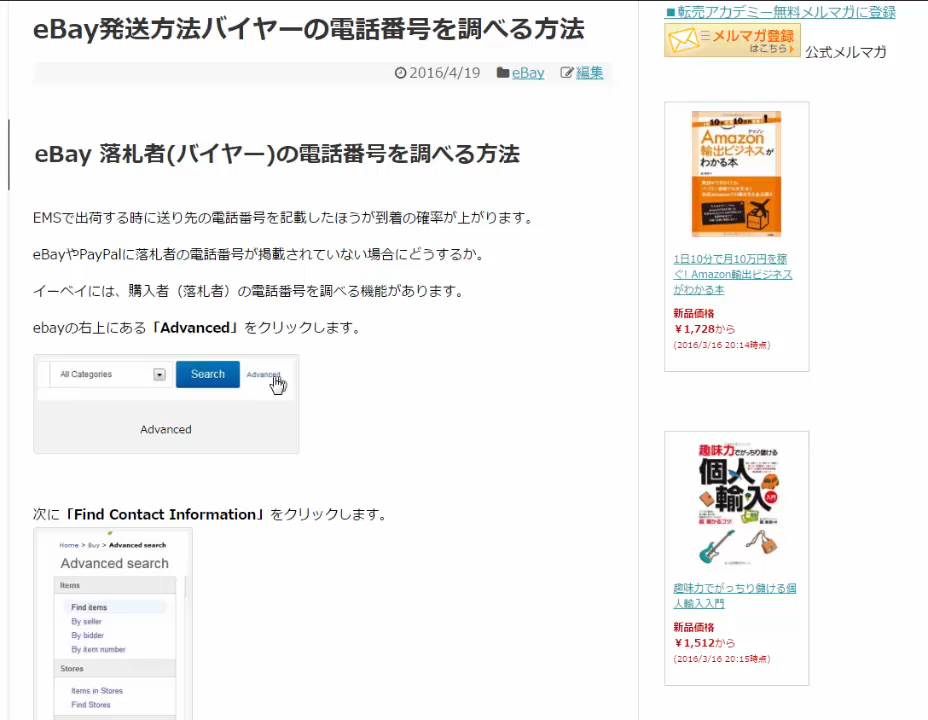 eBay発送方法バイヤーの電話番号を調べる方法
2016/4/19 eBay 編集
eBay 落札者(バイヤー)の電話番号を調べる方法
EMSで出荷する時に送り先の電話番号を記載したほうが到着の確率が上がります。
eBayやPayPalに落札者の電話番号が掲載されていない場合にどうするか。
イーベイには、購入者（落札者）の電話番号を調べる機能があります。
ebayの右上にある「Advanced」をクリックします。
All Categories Search Advanced
Advanced
次に「Find Contact Information」をクリックします。
Home > Buy > Advanced search
Advanced search
Items
Find items
By seller
By bidder
By item number
Stores
Items in Stores
Find Stores
■転売アカデミー無料メルマガに登録
メルマガ登録
はこちら
公式メルマガ
Amazon
輸出ビジネスが
わかる本
1日10分で月10万円を稼
ぐ! Amazon輸出ビジネス
がわかる本
新品価格
￥1,728から
(2016/3/16 20:14時点)
趣味力でがっちり儲ける
個人
輸入
入門
趣味力でがっちり儲ける個
人輸入入門
新品価格
￥1,512から
(2016/3/16 20:15時点)